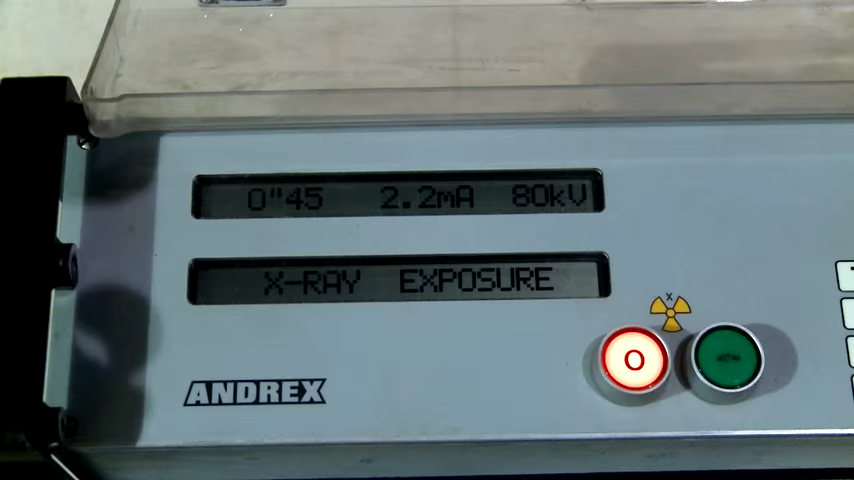 0"45 2.2mA 80kV
X-RAY EXPOSURE
X
O
ANDREX